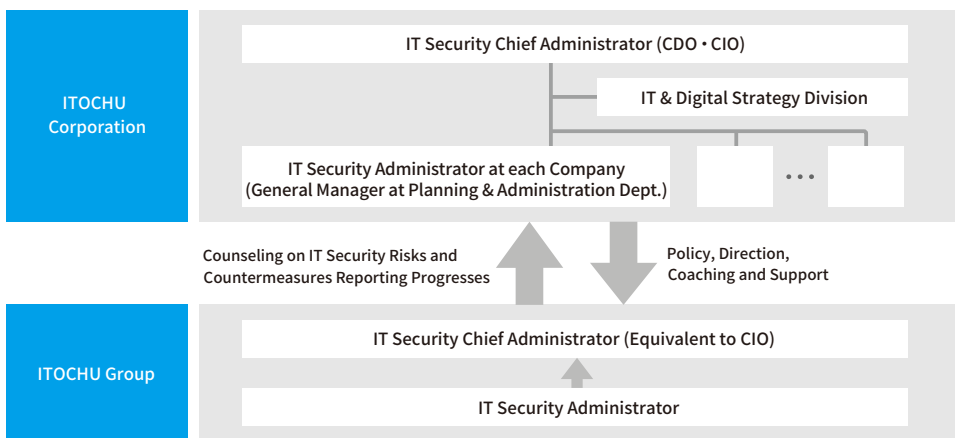 ITOCHU
Corporation
IT Security Chief Administrator (CDO・CIO)
IT & Digital Strategy Division
IT Security Administrator at each Company
(General Manager at Planning & Administration Dept.)
Counseling on IT Security Risks and
Countermeasures Reporting Progresses
Policy, Direction,
Coaching and Support
ITOCHU Group
IT Security Chief Administrator (Equivalent to CIO)
IT Security Administrator